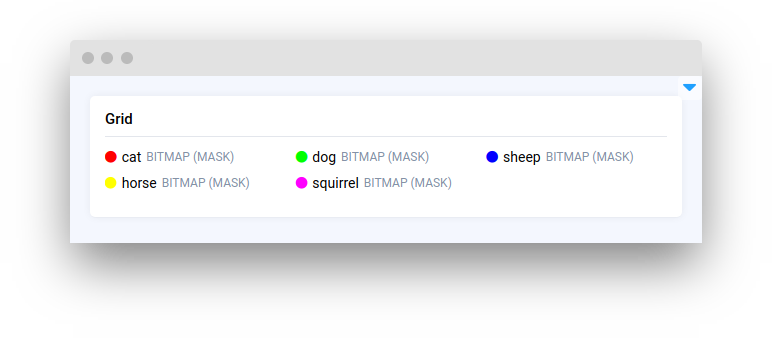 Grid
cat BITMAP (MASK) dog BITMAP (MASK) sheep BITMAP (MASK)
horse BITMAP (MASK) squirrel BITMAP (MASK)